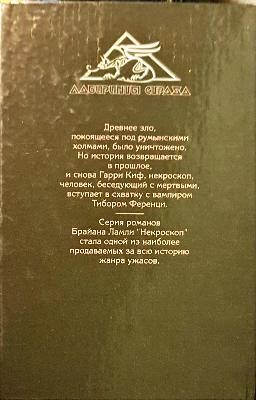 ЛАБИРИНТЫ СТРАХА
Древнее зло,
покоящееся под румынскими
холмами, было уничтожено.
Но история возвращается
в прошлое,
и снова Гарри Киф, некроскоп,
человек, беседующий с мертвыми,
вступает в схватку с вампиром
Тибором Ференци.
Серия романов
Брайана Ламли "Некроскоп"
стала одной из наиболее
продаваемых за всю историю
жанра ужасов.